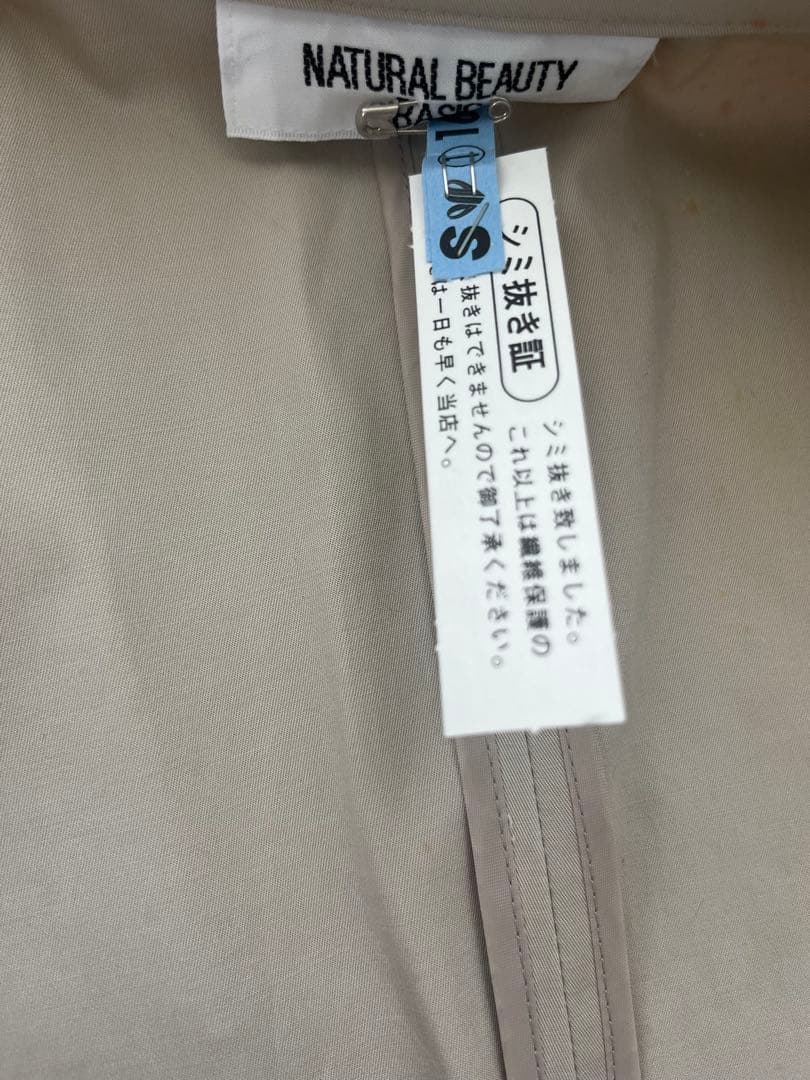 NATURAL BEAUTY
BASIC
S
シミ抜き証
シミ抜き致しました。
これ以上は繊維保護の
抜きはできませんので御了承ください。
は一日も早く当店へ。